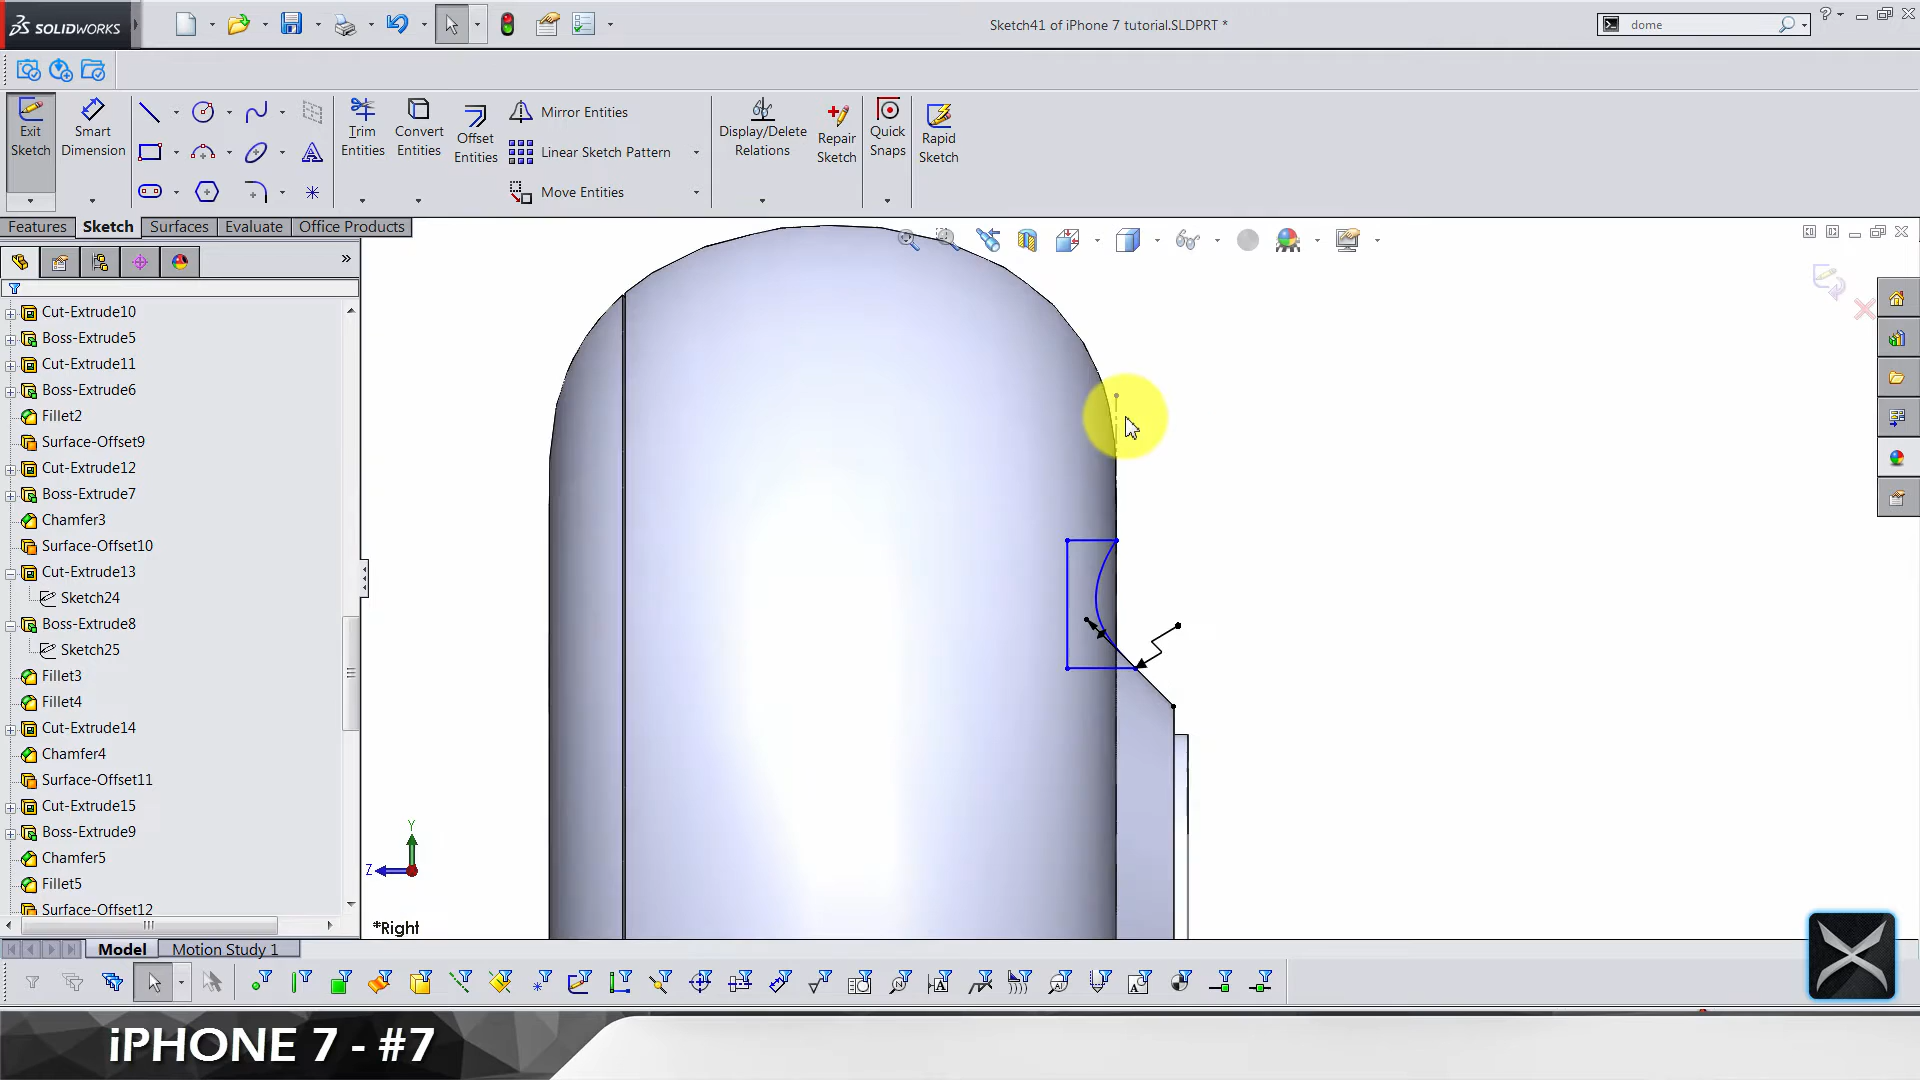 SOLIDWORKS
Sketch41 of iPhone 7 tutorial.SLDPRT *
dome
Exit
Sketch
Smart
Dimension
Trim
Entities
Convert
Entities
Offset
Entities
Mirror Entities
Linear Sketch Pattern
Move Entities
Display/Delete
Relations
Repair
Sketch
Quick
Snaps
Rapid
Sketch
Features
Sketch
Surfaces
Evaluate
Office Products
Cut-Extrude10
Boss-Extrude5
Cut-Extrude11
Boss-Extrude6
Fillet2
Surface-Offset9
Cut-Extrude12
Boss-Extrude7
Chamfer3
Surface-Offset10
Cut-Extrude13
Sketch24
Boss-Extrude8
Sketch25
Fillet3
Fillet4
Cut-Extrude14
Chamfer4
Surface-Offset11
Cut-Extrude15
Boss-Extrude9
Chamfer5
Fillet5
Surface-Offset12
Y
Z
*Right
Model
Motion Study 1
iPHONE 7 - #7